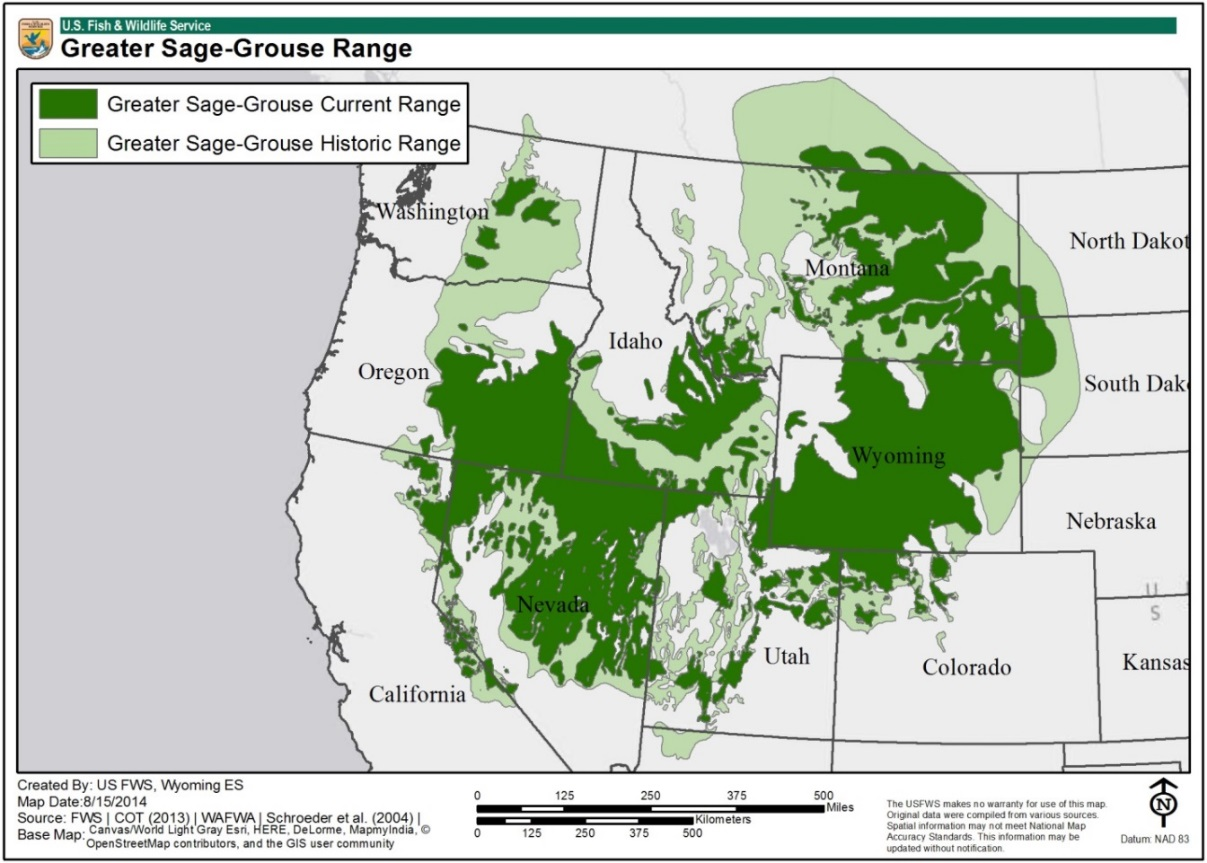 U.S. Fish & Wildlife Service
Greater Sage-Grouse Range
Greater Sage-Grouse Current Range
Greater Sage-Grouse Historic Range
Washington
North Dakot
Montana
Idaho
Oregon
South Dak
Wyoming
Nebraska
Nevada
U
S
Utah
Colorado
Kansas
California
Created By: US FWS, Wyoming ES
Map Date:8/15/2014
Source: FWS | COT (2013) | WAFWA | Schroeder et al. (2004) |
Base Map: Canvas/World Light Gray Esri, HERE, DeLorme, MapmyIndia, ©
OpenStreetMap contributors, and the GIS user community
0 125 250 375 500
Miles
Kilometers
0 125 250 375 500
The USFWS makes no warranty for use of this map.
Original data were compiled from various sources.
Spatial information may not meet National Map
Accuracy Standards. This information may be
updated without notification.
N
Datum: NAD 83